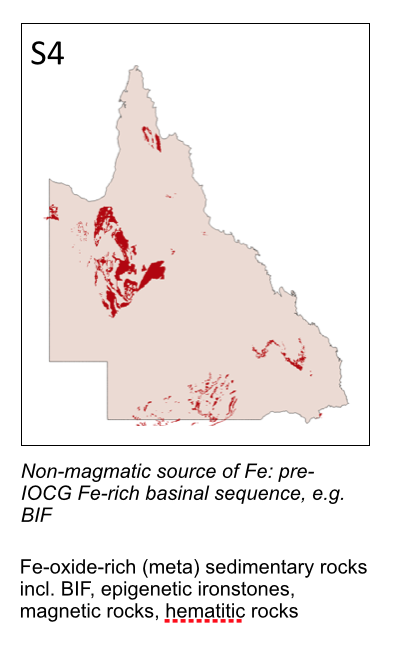 S4
Non-magmatic source of Fe: pre-
IOCG Fe-rich basinal sequence, e.g.
BIF
Fe-oxide-rich (meta) sedimentary rocks
incl. BIF, epigenetic ironstones,
magnetic rocks, hematitic rocks